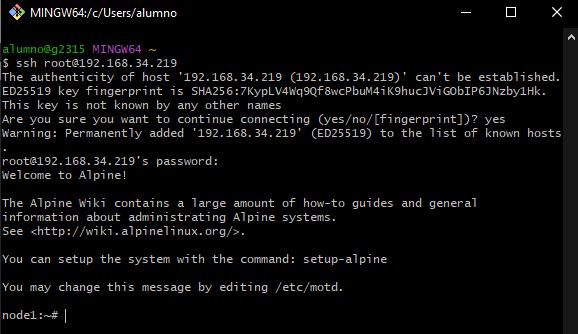 MINGW64:/c/Users/alumno
alumno@g2315 MINGW64 ~
$ ssh root@192.168.34.219
The authenticity of host '192.168.34.219 (192.168.34.219)' can't be established.
ED25519 key fingerprint is SHA256:7KypLV4Wq9Qf8wcPbuM4iK9hucJViGObIP6JNzby1Hk.
This key is not known by any other names
Are you sure you want to continue connecting (yes/no/[fingerprint])? yes
Warning: Permanently added '192.168.34.219' (ED25519) to the list of known hosts
.
root@192.168.34.219's password:
Welcome to Alpine!
The Alpine Wiki contains a large amount of how-to guides and general
information about administrating Alpine systems.
See <http://wiki.alpinelinux.org/>.
You can setup the system with the command: setup-alpine
You may change this message by editing /etc/motd.
node1:~#